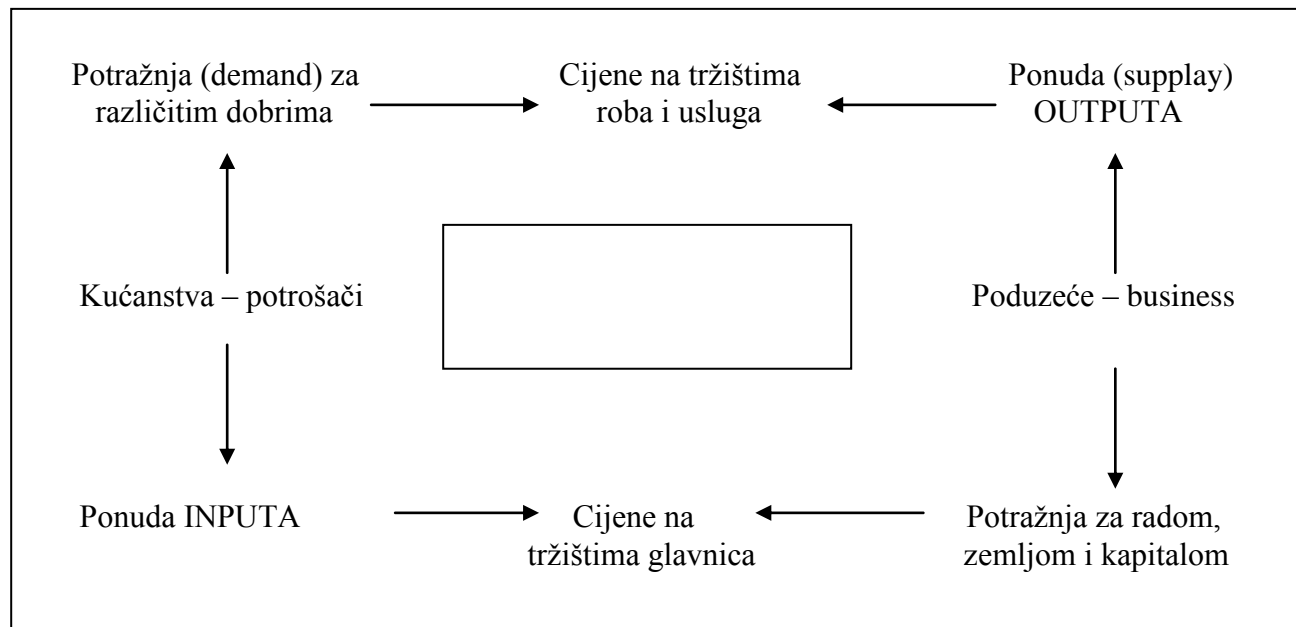 Potražnja (demand) za
različitim dobrima
Cijene na tržištima
roba i usluga
Ponuda (supplay)
OUTPUTA
Kućanstva – potrošači
Poduzeće – business
Ponuda INPUTA
Cijene na
tržištima glavnica
Potražnja za radom,
zemljom i kapitalom